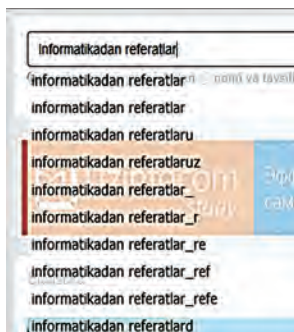 informatikadan referatlar
informatikadan referatlar
informatikadan referatlar
informatikadan referatlaru
informatikadan referatlaruz
informatikadan referatlar_
informatikadan referatlar_r
informatikadan referatlar_re
informatikadan referatlar_ref
informatikadan referatlar_refe
informatikadan referatlard